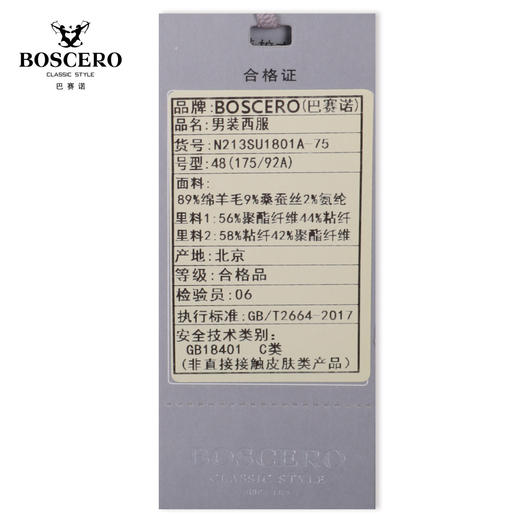 BOSCERO
CLASSIC STYLE
巴赛诺
合格证
品牌:BOSCERO(巴赛诺)
品名:男装西服
货号:N213SU1801A-75
号型:48(175/92A)
面料:
89%绵羊毛9%桑蚕丝2%氨纶
里料1:56%聚酯纤维44%粘纤
里料2:58%粘纤42%聚酯纤维
产地:北京
等级:合格品
检验员:06
执行标准:GB/T2664-2017
安全技术类别:
GB18401 C类
(非直接接触皮肤类产品)
BOSCERO
CLASSIC STYLE